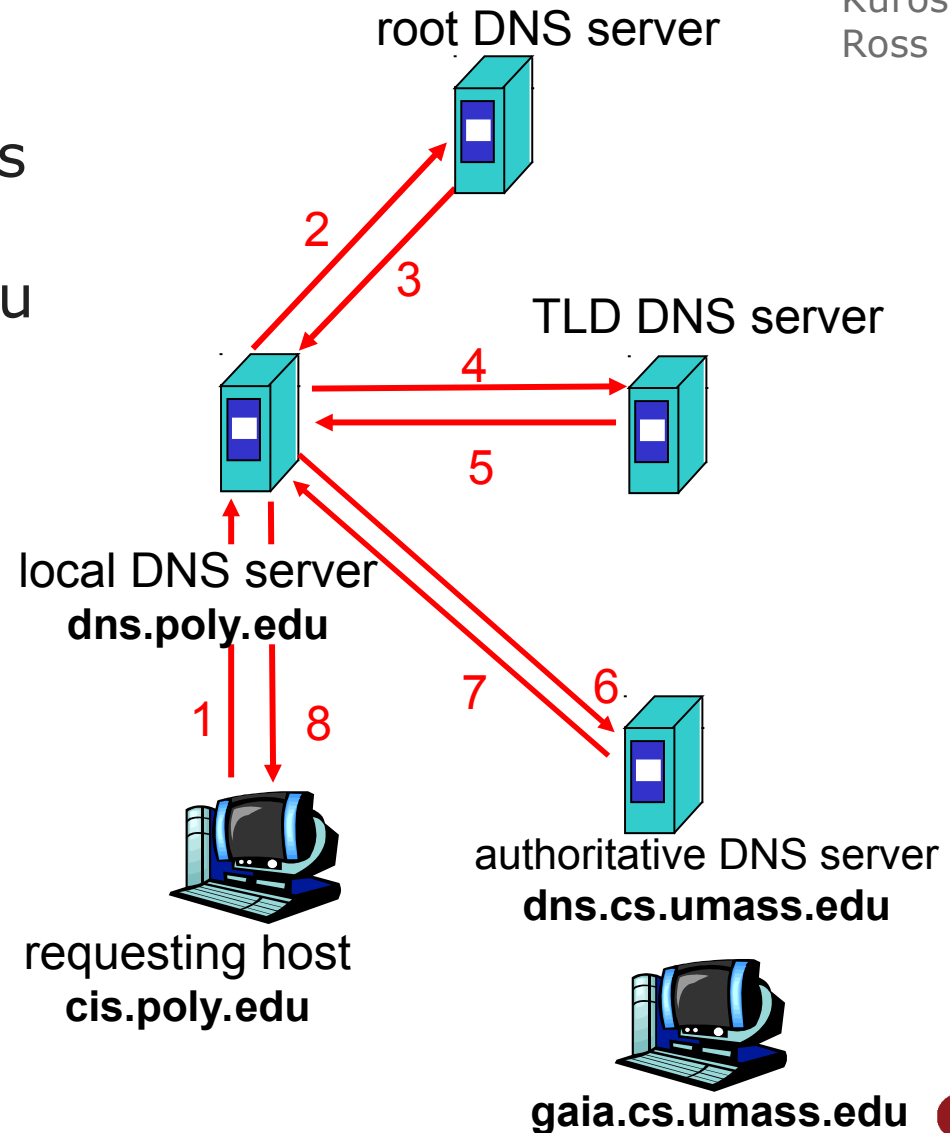 Ross
root DNS server
s
u
2
3
TLD DNS server
4
5
local DNS server
dns.poly.edu
1
8
7
6
authoritative DNS server
dns.cs.umass.edu
requesting host
cis.poly.edu
gaia.cs.umass.edu